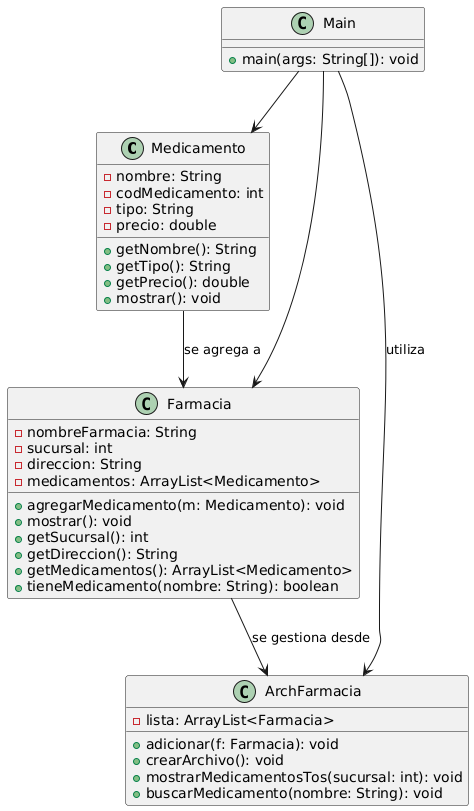 C Main
main(args: String[]): void
C Medicamento
nombre: String
codMedicamento: int
tipo: String
precio: double
getNombre(): String
getTipo(): String
getPrecio(): double
mostrar(): void
se agrega a
utiliza
C Farmacia
nombreFarmacia: String
sucursal: int
direccion: String
medicamentos: ArrayList<Medicamento>
agregarMedicamento(m: Medicamento): void
mostrar(): void
getSucursal(): int
getDireccion(): String
getMedicamentos(): ArrayList<Medicamento>
tieneMedicamento(nombre: String): boolean
se gestiona desde
C ArchFarmacia
lista: ArrayList<Farmacia>
adicionar(f: Farmacia): void
crearArchivo(): void
mostrarMedicamentosTos(sucursal: int): void
buscarMedicamento(nombre: String): void